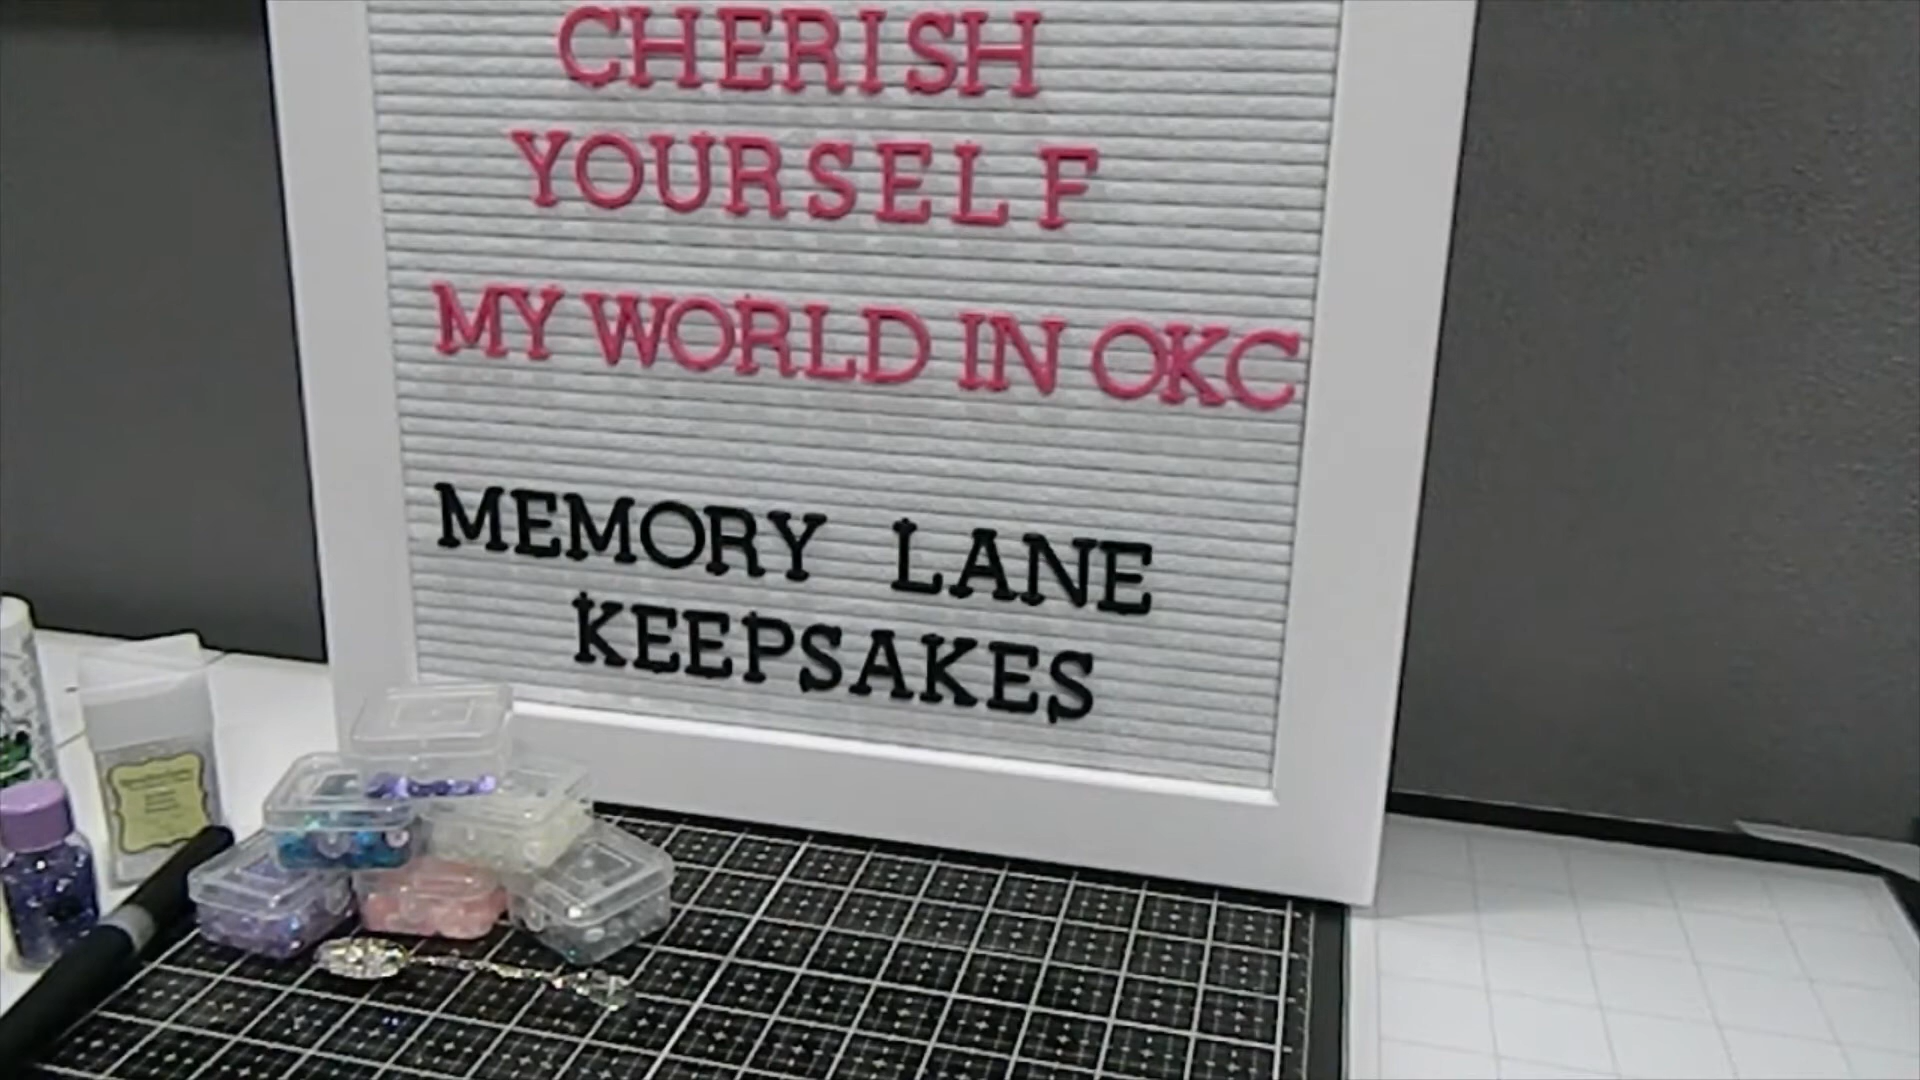 CHERISH
YOURSELF
MY WORLD IN OKC
MEMORY LANE
KEEPSAKES